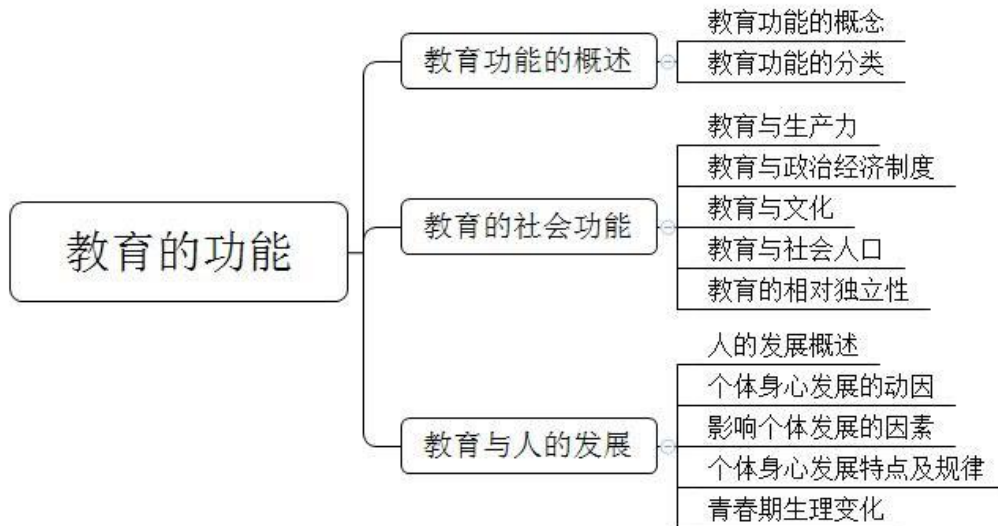 教育的功能
教育功能的概述
教育功能的概念
教育功能的分类
教育的社会功能
教育与生产力
教育与政治经济制度
教育与文化
教育与社会人口
教育的相对独立性
教育与人的发展
人的发展概述
个体身心发展的动因
影响个体发展的因素
个体身心发展特点及规律
青春期生理变化